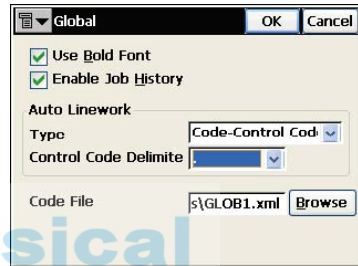 Global OK Cancel
Use Bold Font
Enable Job History
Auto Linework
Type Code-Control Cod
Control Code Delimite .
Code File s\GLOB1.xml Browse
sical